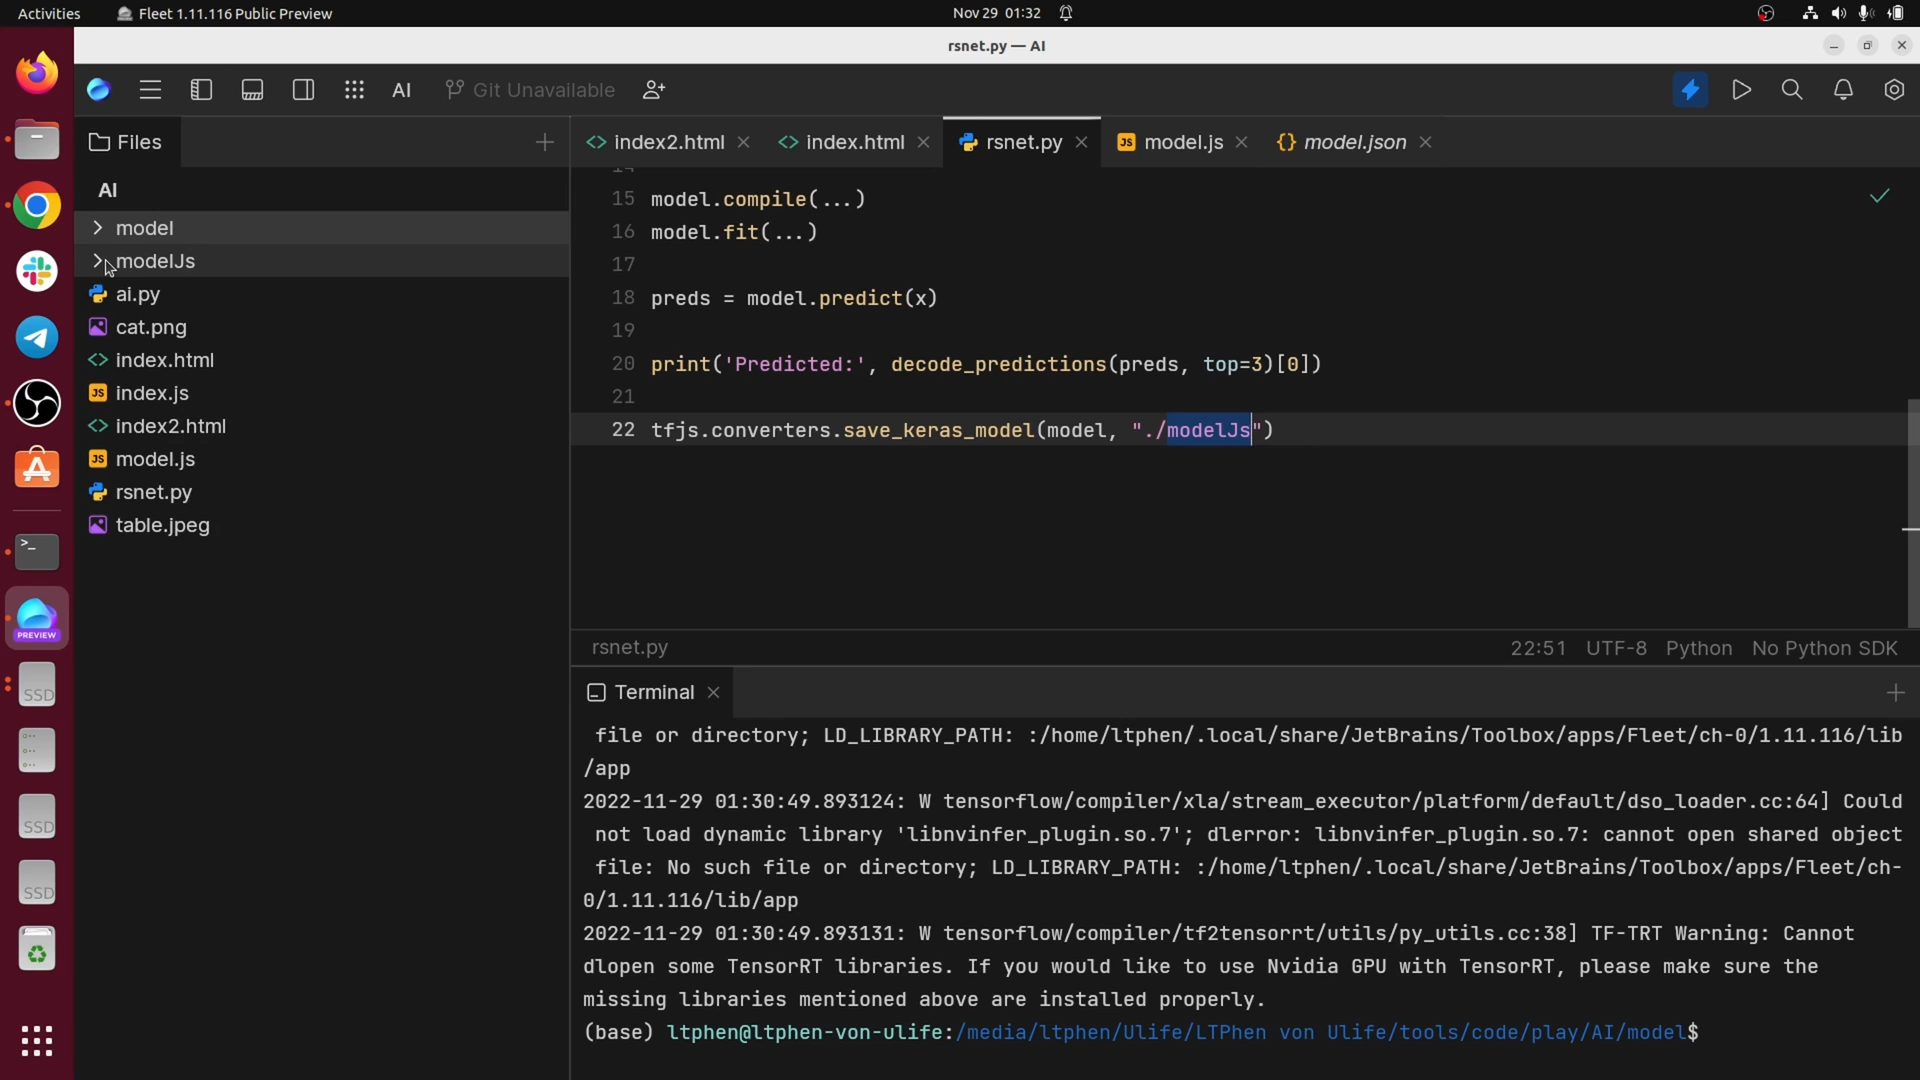 Activities
Fleet 1.11.116 Public Preview
Nov 29 01:32
rsnet.py — AI
AI
Git Unavailable
Files
index2.html
index.html
rsnet.py
JS model.js
{} model.json
AI
model
modelJs
ai.py
cat.png
index.html
JS index.js
index2.html
JS model.js
rsnet.py
table.jpeg
15 model.compile(...)
16 model.fit(...)
17
18 preds = model.predict(x)
19
20 print('Predicted:', decode_predictions(preds, top=3)[0])
21
22 tfjs.converters.save_keras_model(model, "./modelJs")
rsnet.py
22:51 UTF-8 Python No Python SDK
Terminal
file or directory; LD_LIBRARY_PATH: :/home/ltphen/.local/share/JetBrains/Toolbox/apps/Fleet/ch-0/1.11.116/lib
/app
2022-11-29 01:30:49.893124: W tensorflow/compiler/xla/stream_executor/platform/default/dso_loader.cc:64] Could
not load dynamic library 'libnvinfer_plugin.so.7'; dlerror: libnvinfer_plugin.so.7: cannot open shared object
file: No such file or directory; LD_LIBRARY_PATH: :/home/ltphen/.local/share/JetBrains/Toolbox/apps/Fleet/ch-
0/1.11.116/lib/app
2022-11-29 01:30:49.893131: W tensorflow/compiler/tf2tensorrt/utils/py_utils.cc:38] TF-TRT Warning: Cannot
dlopen some TensorRT libraries. If you would like to use Nvidia GPU with TensorRT, please make sure the
missing libraries mentioned above are installed properly.
(base) ltphen@ltphen-von-ulife:/media/ltphen/Ulife/LTPhen von Ulife/tools/code/play/AI/model$
PREVIEW
SSD
SSD
SSD